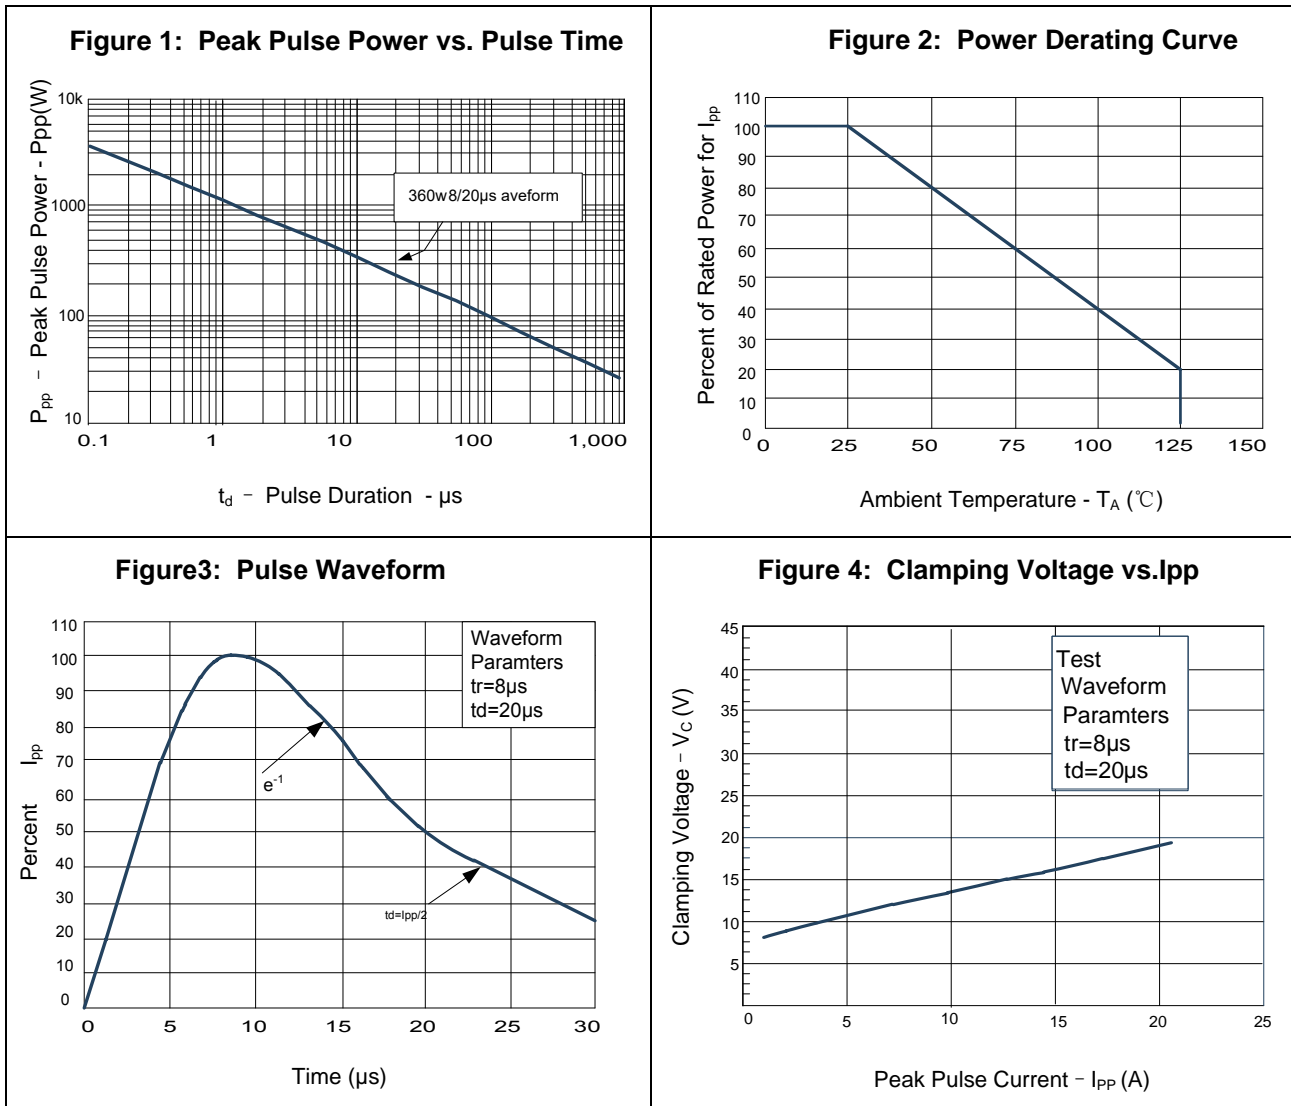 Figure 1: Peak Pulse Power vs. Pulse Time
Ppp – Peak Pulse Power - Ppp(W)
10k
1000
100
10
360w8/20µs aveform
0.1 1 10 100 1,000
td – Pulse Duration - µs
Figure 2: Power Derating Curve
Percent of Rated Power for Ipp
110
100
90
80
70
60
50
40
30
20
10
0
0 25 50 75 100 125 150
Ambient Temperature - TA (℃)
Figure3: Pulse Waveform
Percent Ipp
110
100
90
80
70
60
50
40
30
20
10
0
Waveform
Paramters
tr=8µs
td=20µs
e-1
td=Ipp/2
0 5 10 15 20 25 30
Time (µs)
Figure 4: Clamping Voltage vs.Ipp
Clamping Voltage – VC (V)
45
40
35
30
25
20
15
10
5
Test
Waveform
Paramters
tr=8µs
td=20µs
0 5 10 15 20 25
Peak Pulse Current – IPP (A)